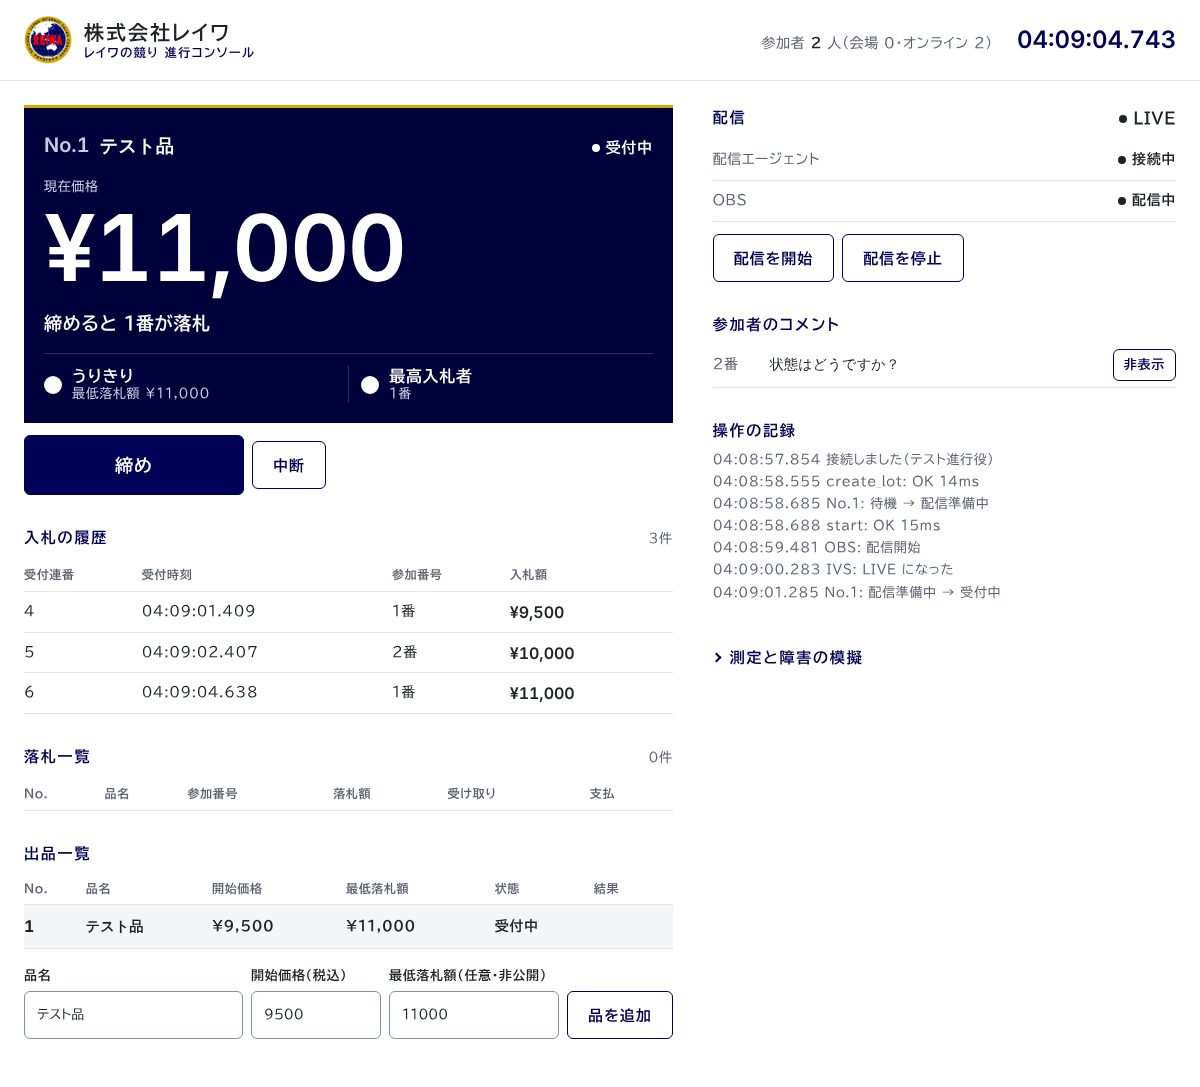 株式会社レイワ
レイワの競り 進行コンソール
参加者 2 人(会場 0・オンライン 2)
04:09:04.743
No.1 テスト品
受付中
現在価格
¥11,000
締めると 1番が落札
うりきり
最低落札額 ¥11,000
最高入札者
1番
締め
中断
入札の履歴
3件
受付連番 受付時刻 参加番号 入札額
4 04:09:01.409 1番 ¥9,500
5 04:09:02.407 2番 ¥10,000
6 04:09:04.638 1番 ¥11,000
落札一覧
0件
No. 品名 参加番号 落札額 受け取り 支払
出品一覧
No. 品名 開始価格 最低落札額 状態 結果
1 テスト品 ¥9,500 ¥11,000 受付中
品名 開始価格(税込) 最低落札額(任意・非公開)
テスト品 9500 11000 品を追加
配信
LIVE
配信エージェント 接続中
OBS 配信中
配信を開始 配信を停止
参加者のコメント
2番 状態はどうですか? 非表示
操作の記録
04:08:57.854 接続しました(テスト進行役)
04:08:58.555 create_lot: OK 14ms
04:08:58.685 No.1: 待機 → 配信準備中
04:08:58.688 start: OK 15ms
04:08:59.481 OBS: 配信開始
04:09:00.283 IVS: LIVE になった
04:09:01.285 No.1: 配信準備中 → 受付中
測定と障害の模擬